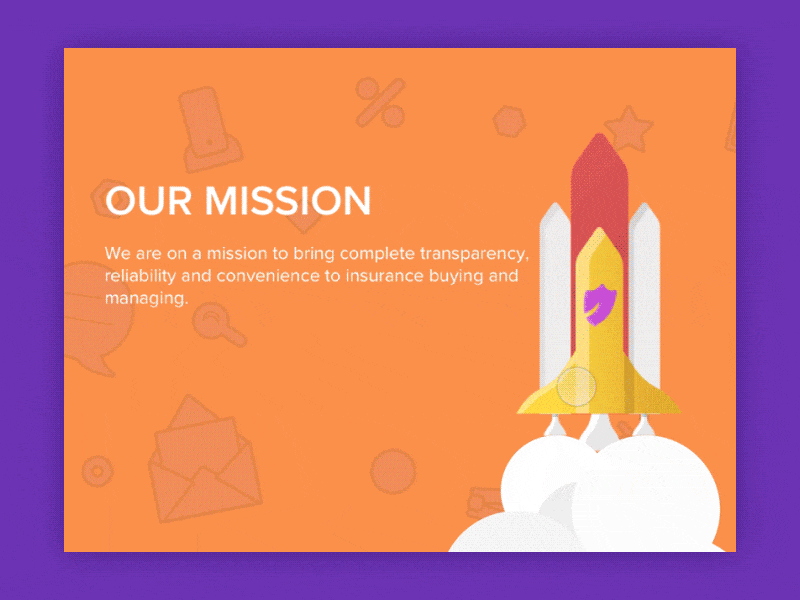 OUR MISSION
We are on a mission to bring complete transparency,
reliability and convenience to insurance buying and
managing.